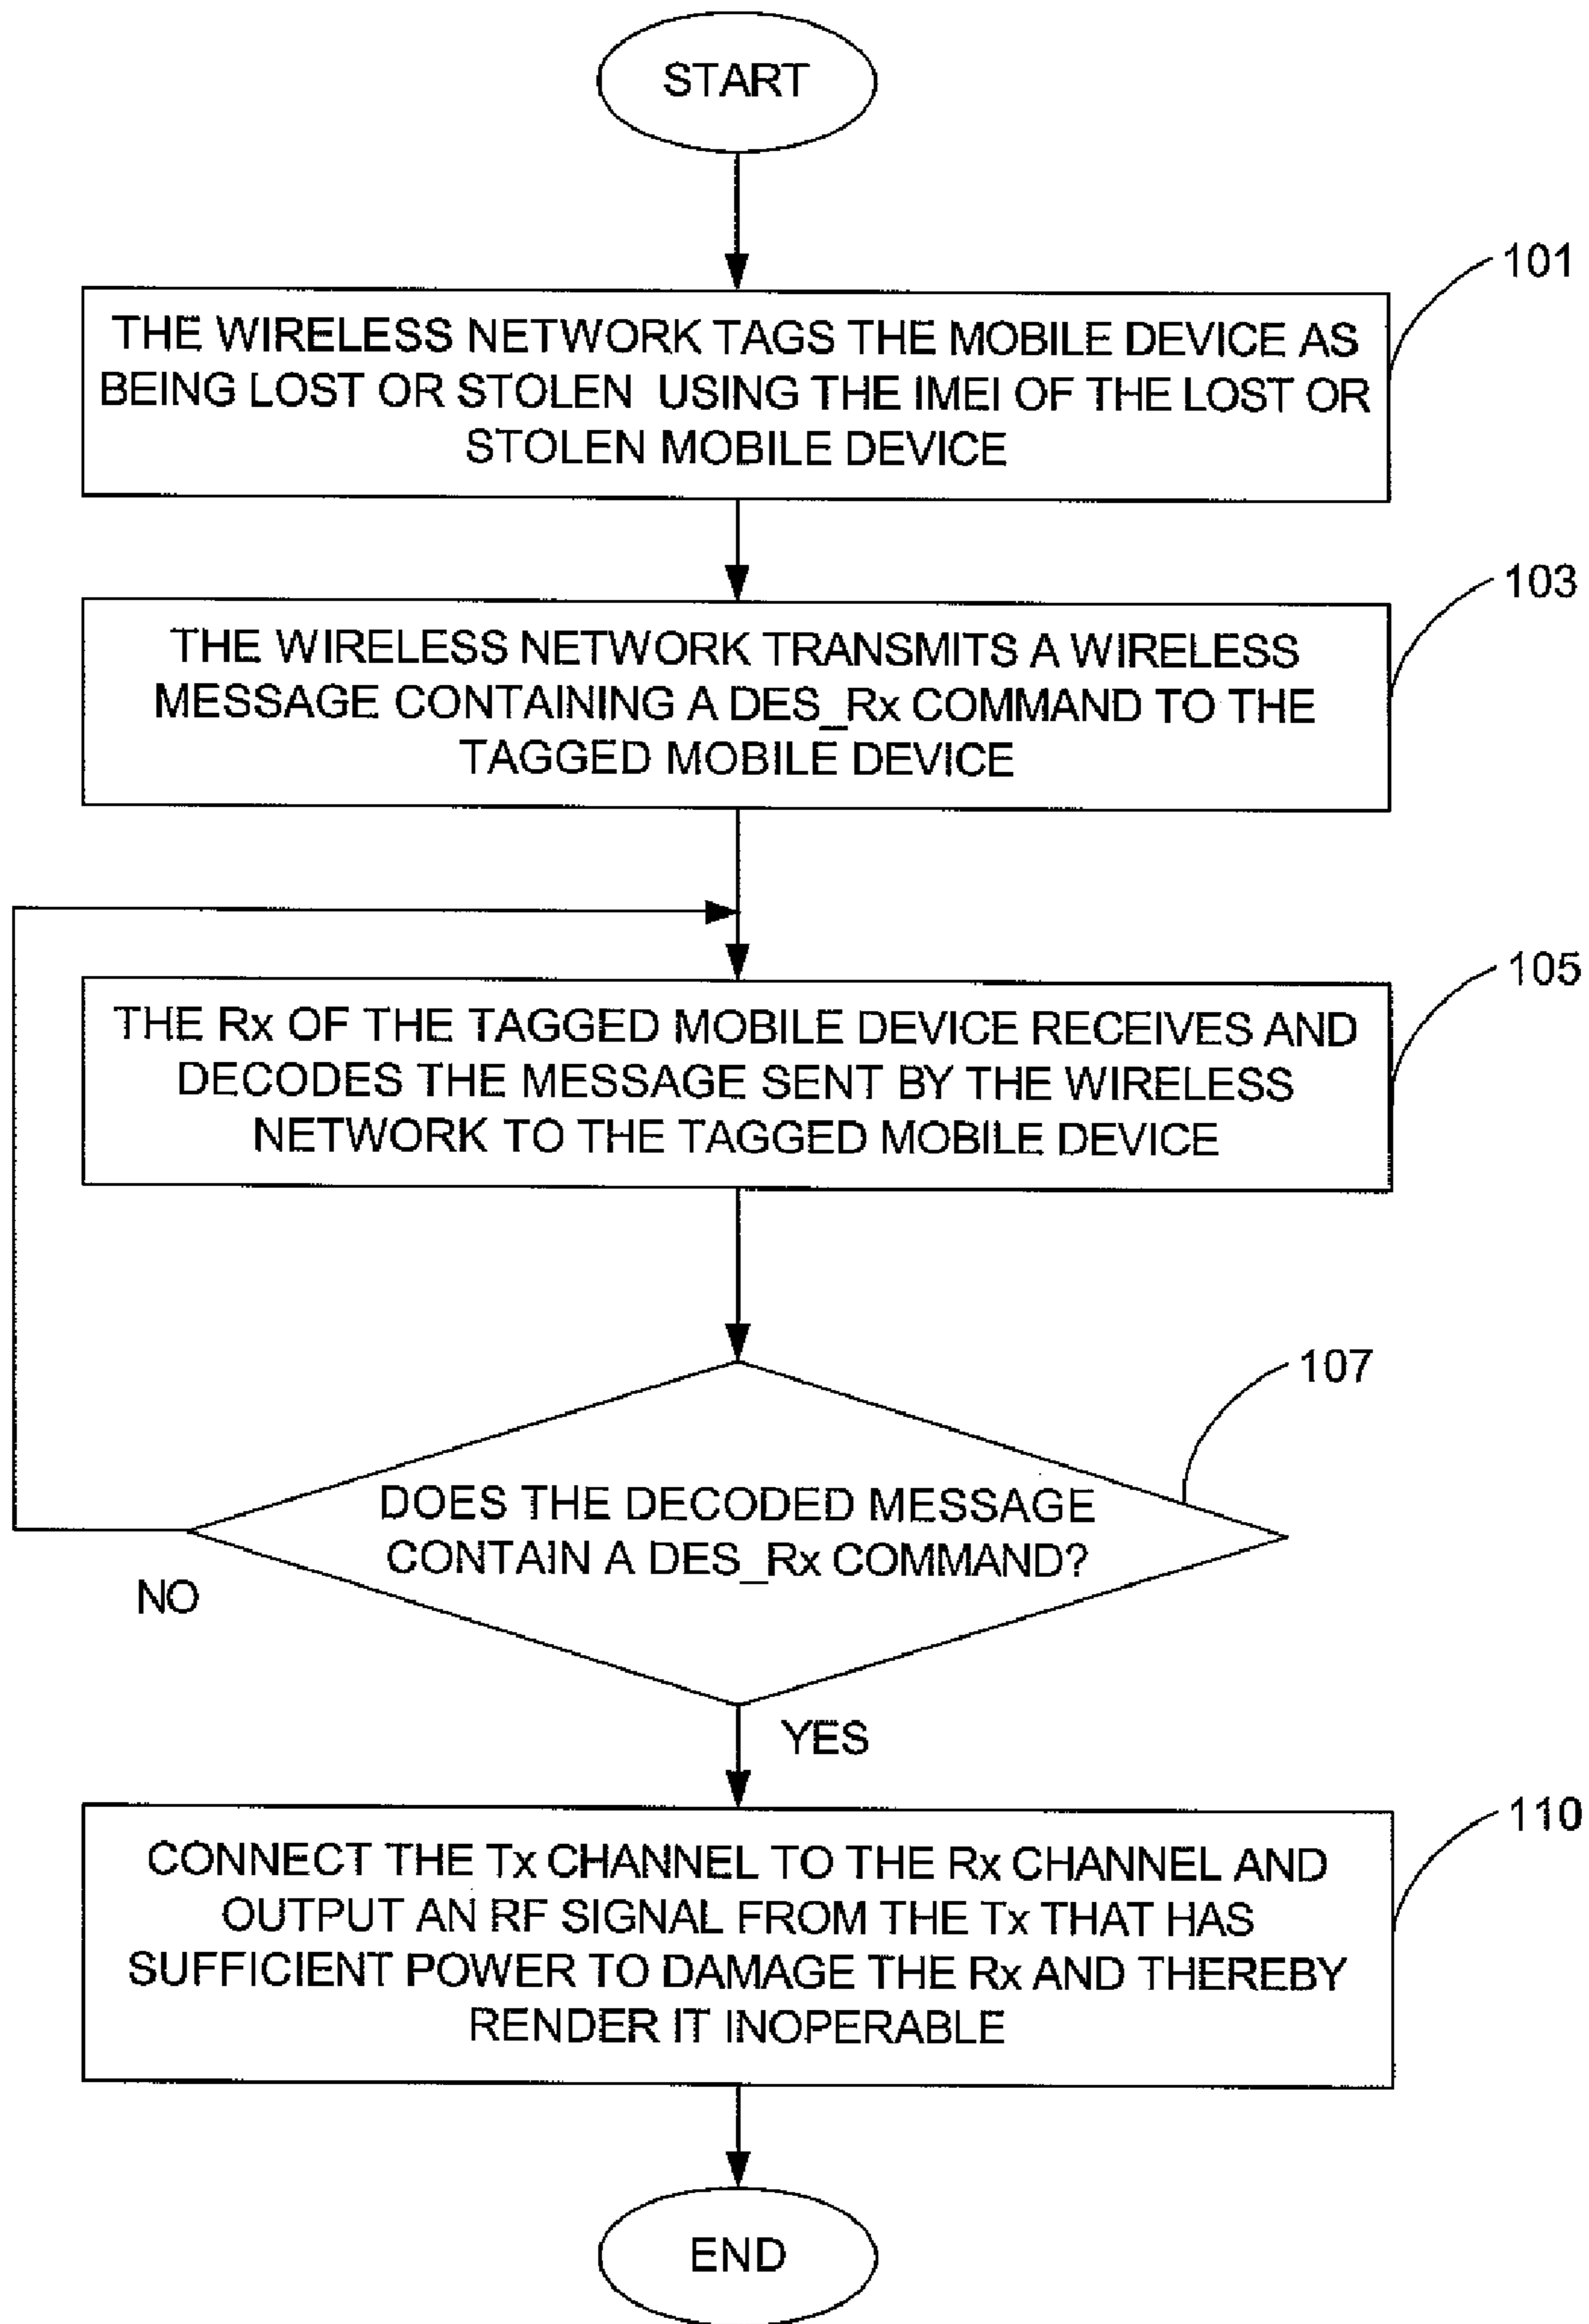 START
101
THE WIRELESS NETWORK TAGS THE MOBILE DEVICE AS
BEING LOST OR STOLEN USING THE IMEI OF THE LOST OR
STOLEN MOBILE DEVICE
103
THE WIRELESS NETWORK TRANSMITS A WIRELESS
MESSAGE CONTAINING A DES_Rx COMMAND TO THE
TAGGED MOBILE DEVICE
105
THE Rx OF THE TAGGED MOBILE DEVICE RECEIVES AND
DECODES THE MESSAGE SENT BY THE WIRELESS
NETWORK TO THE TAGGED MOBILE DEVICE
107
DOES THE DECODED MESSAGE
CONTAIN A DES_Rx COMMAND?
NO
YES
110
CONNECT THE Tx CHANNEL TO THE Rx CHANNEL AND
OUTPUT AN RF SIGNAL FROM THE Tx THAT HAS
SUFFICIENT POWER TO DAMAGE THE Rx AND THEREBY
RENDER IT INOPERABLE
END